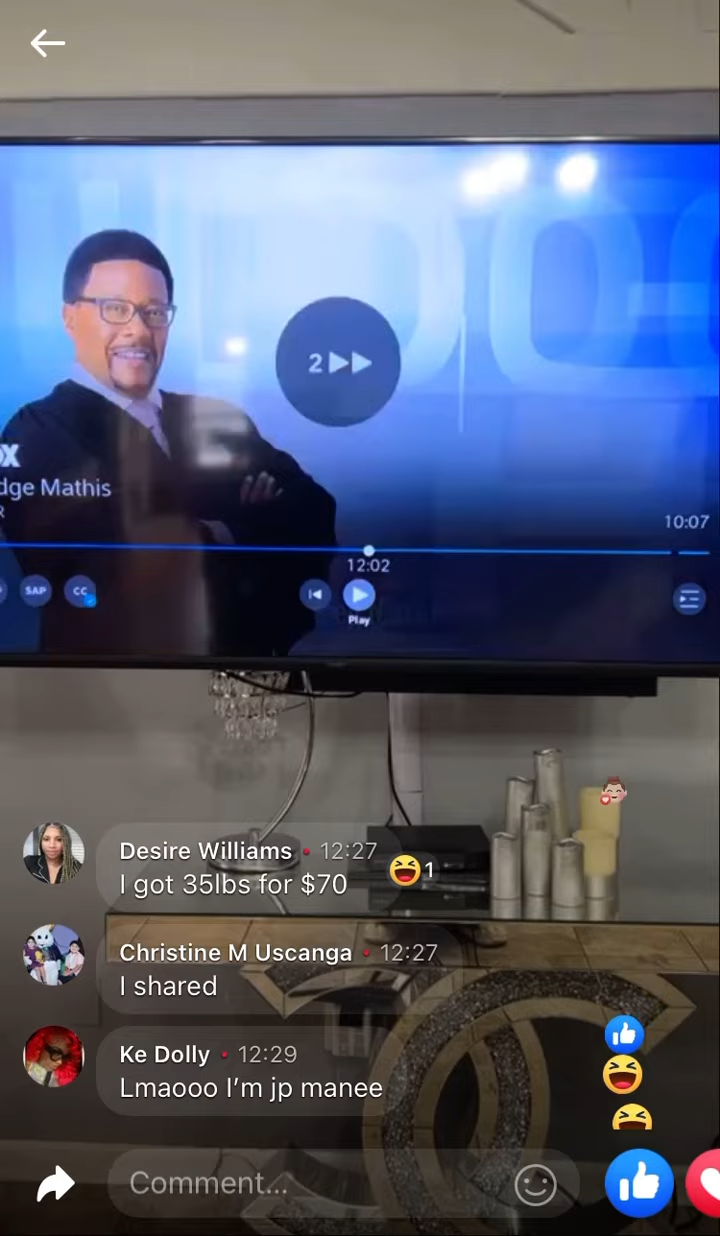 2
X
dge Mathis
R
10:07
12:02
SAP
CC
Play
Desire Williams • 12:27
I got 35lbs for $70
1
Christine M Uscanga • 12:27
I shared
Ke Dolly • 12:29
Lmaooo I’m jp manee
Comment...